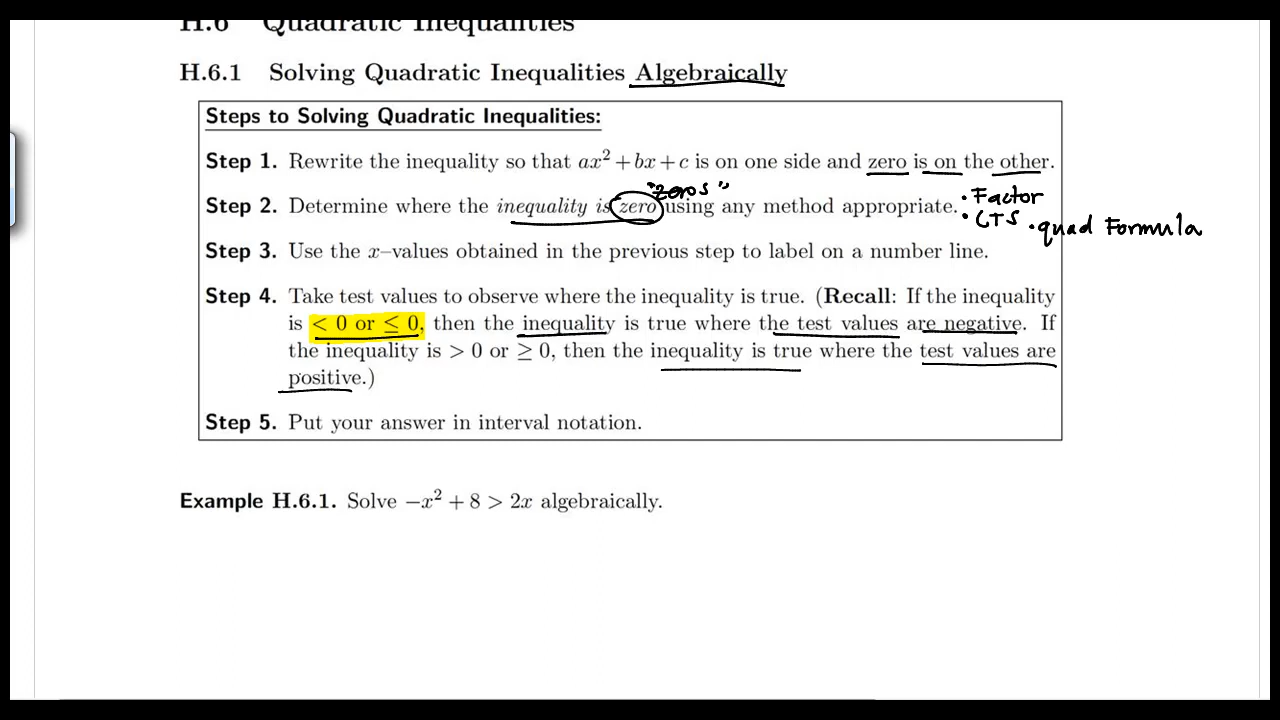 H.6 Quadratic Inequalities
H.6.1 Solving Quadratic Inequalities Algebraically
Steps to Solving Quadratic Inequalities:
Step 1. Rewrite the inequality so that ax² + bx + c is on one side and zero is on the other.
"zeros"
Step 2. Determine where the inequality is zero using any method appropriate.
· Factor
· CTS · quad Formula
Step 3. Use the x–values obtained in the previous step to label on a number line.
Step 4. Take test values to observe where the inequality is true. (Recall: If the inequality
is < 0 or ≤ 0, then the inequality is true where the test values are negative. If
the inequality is > 0 or ≥ 0, then the inequality is true where the test values are
positive.)
Step 5. Put your answer in interval notation.
Example H.6.1. Solve −x² + 8 > 2x algebraically.